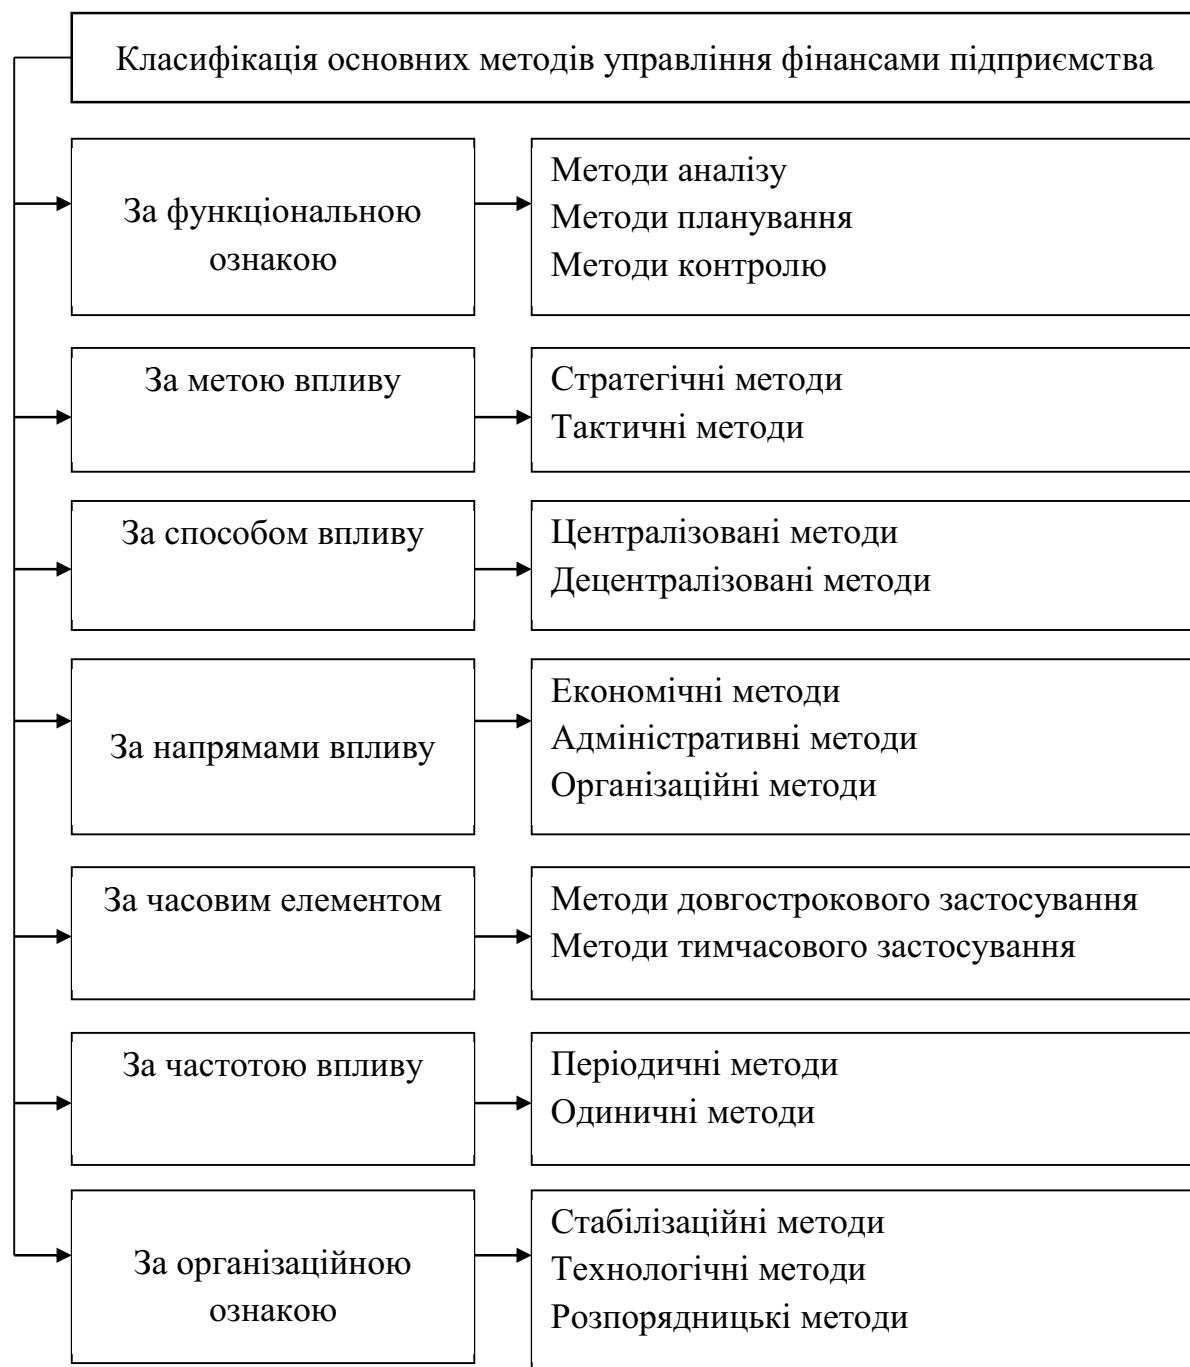 Класифікація основних методів управління фінансами підприємства
За функціональною
ознакою
Методи аналізу
Методи планування
Методи контролю
За метою впливу
Стратегічні методи
Тактичні методи
За способом впливу
Централізовані методи
Децентралізовані методи
За напрямами впливу
Економічні методи
Адміністративні методи
Організаційні методи
За часовим елементом
Методи довгострокового застосування
Методи тимчасового застосування
За частотою впливу
Періодичні методи
Одиничні методи
За організаційною
ознакою
Стабілізаційні методи
Технологічні методи
Розпорядницькі методи